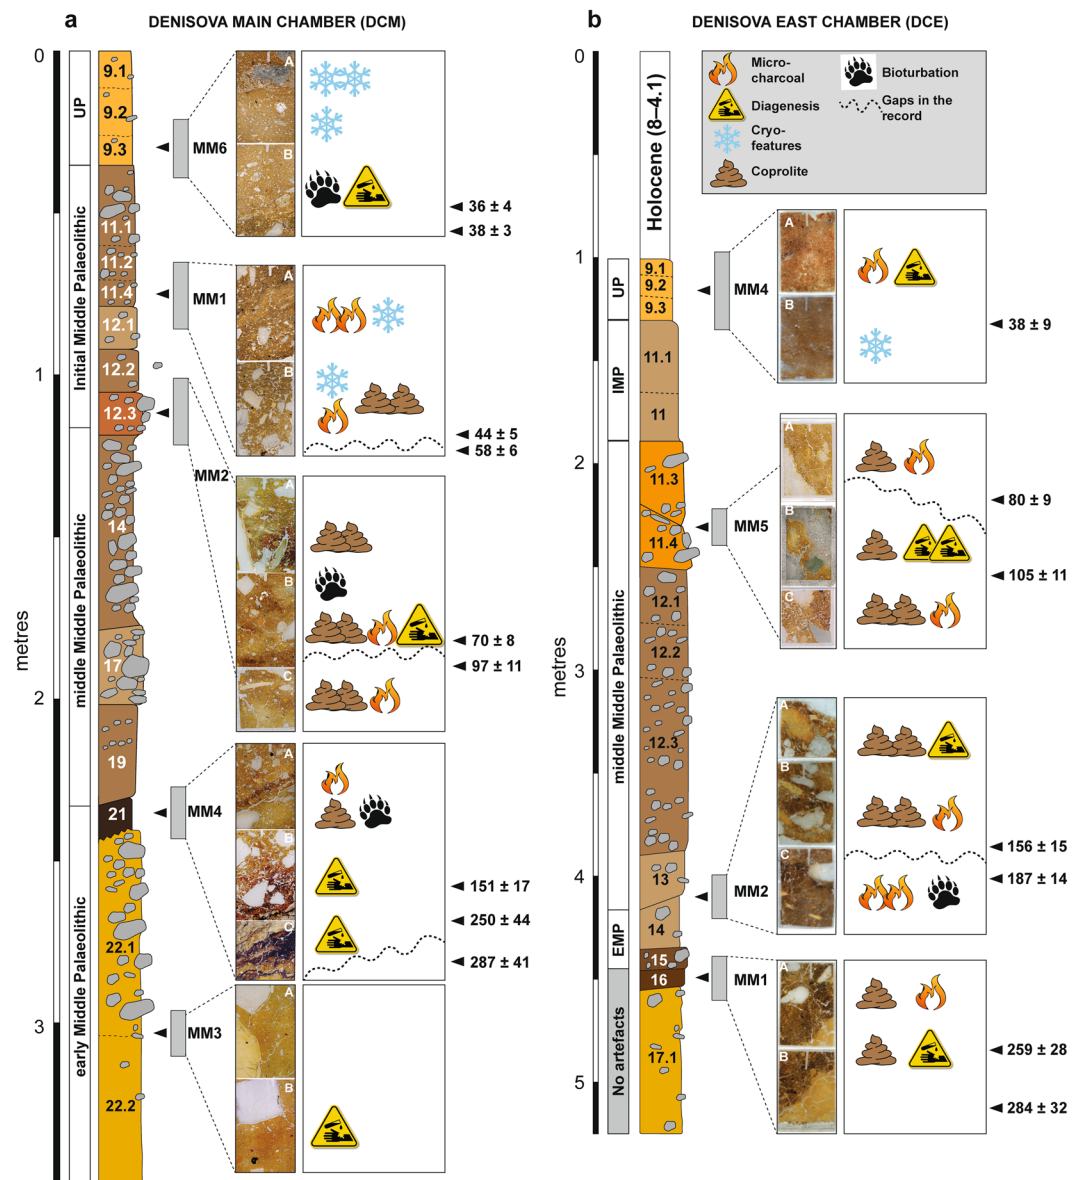 a
DENISOVA MAIN CHAMBER (DCM)
0
1
2
3
metres
UP
Initial Middle Palaeolithic
middle Middle Palaeolithic
early Middle Palaeolithic
9.1
9.2
9.3
11.1
11.2
11.4
12.1
12.2
12.3
14
17
19
21
22.1
22.2
MM6
A
B
36 ± 4
38 ± 3
MM1
A
B
44 ± 5
58 ± 6
MM2
A
B
C
70 ± 8
97 ± 11
MM4
A
B
C
151 ± 17
250 ± 44
287 ± 41
MM3
A
B
b
DENISOVA EAST CHAMBER (DCE)
0
1
2
3
4
5
metres
Micro-
charcoal
Diagenesis
Cryo-
features
Coprolite
Bioturbation
Gaps in the
record
Holocene (8–4.1)
UP
IMP
middle Middle Palaeolithic
EMP
No artefacts
9.1
9.2
9.3
11.1
11
11.3
11.4
12.1
12.2
12.3
13
14
15
16
17.1
MM4
A
B
38 ± 9
MM5
A
B
C
80 ± 9
105 ± 11
MM2
A
B
C
156 ± 15
187 ± 14
MM1
A
B
259 ± 28
284 ± 32